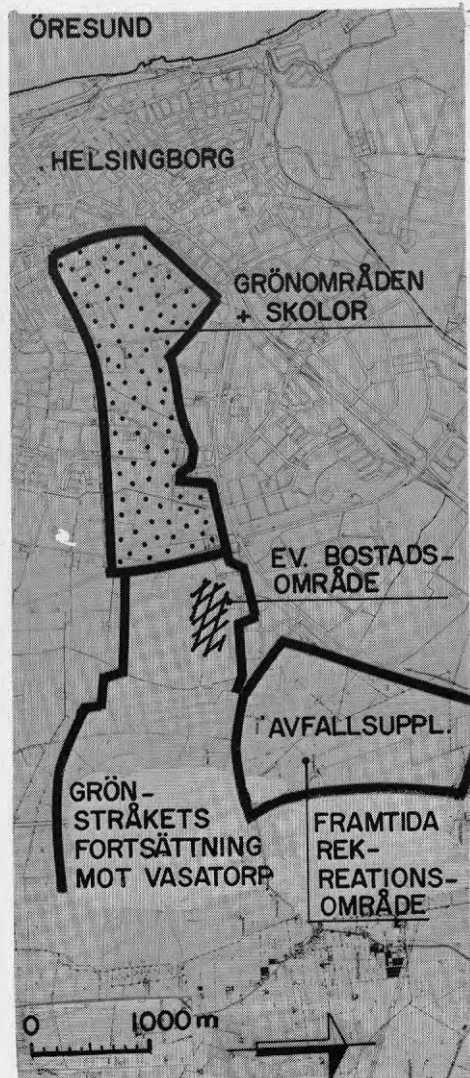 ÖRESUND
HELSINGBORG
GRÖNOMRÅDEN
+ SKOLOR
EV. BOSTADS-
OMRÅDE
AVFALLSUPPL.
GRÖN-
STRÅKETS
FORTSÄTTNING
MOT VASATORP
FRAMTIDA
REK-
REATIONS-
OMRÅDE
0 1000 m